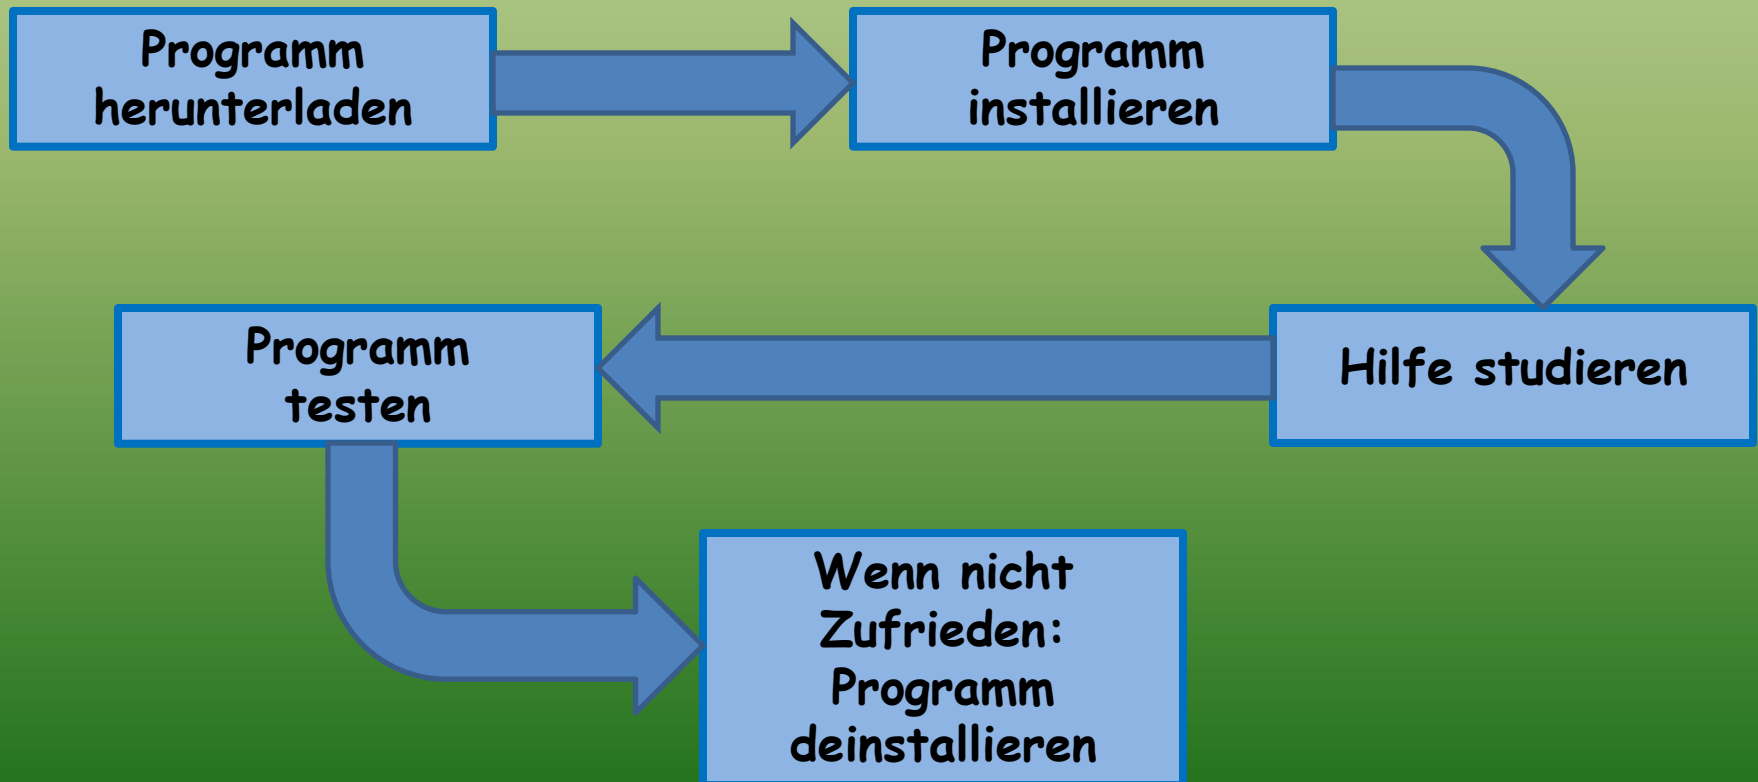 Programm
herunterladen
Programm
installieren
Hilfe studieren
Programm
testen
Wenn nicht
Zufrieden:
Programm
deinstallieren